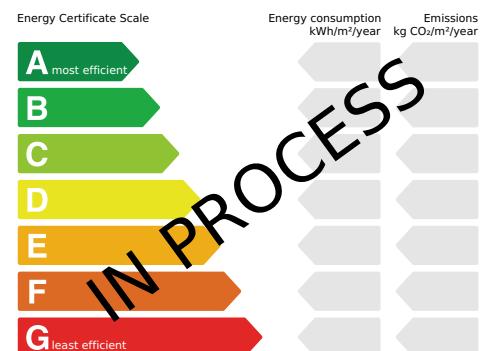 Energy Certificate Scale
Energy consumption
kWh/m²/year
Emissions
kg CO₂/m²/year
A most efficient
B
C
D
E
F
G least efficient
IN PROCESS